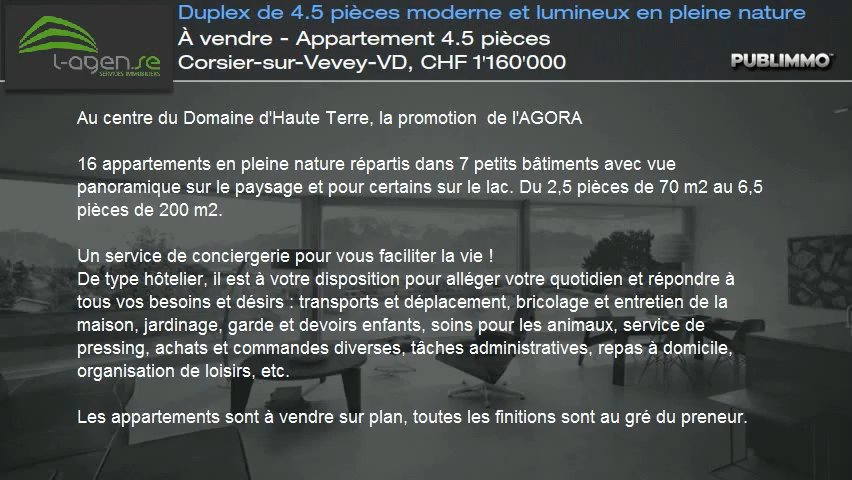 Duplex de 4.5 pièces moderne et lumineux en pleine nature
À vendre - Appartement 4.5 pièces
Corsier-sur-Vevey-VD, CHF 1'160'000
l-agen.se
SERVICES IMMOBILIERS
PUBLIMMO
Au centre du Domaine d'Haute Terre, la promotion  de l'AGORA
16 appartements en pleine nature répartis dans 7 petits bâtiments avec vue
panoramique sur le paysage et pour certains sur le lac. Du 2,5 pièces de 70 m2 au 6,5
pièces de 200 m2.
Un service de conciergerie pour vous faciliter la vie !
De type hôtelier, il est à votre disposition pour alléger votre quotidien et répondre à
tous vos besoins et désirs : transports et déplacement, bricolage et entretien de la
maison, jardinage, garde et devoirs enfants, soins pour les animaux, service de
pressing, achats et commandes diverses, tâches administratives, repas à domicile,
organisation de loisirs, etc.
Les appartements sont à vendre sur plan, toutes les finitions sont au gré du preneur.